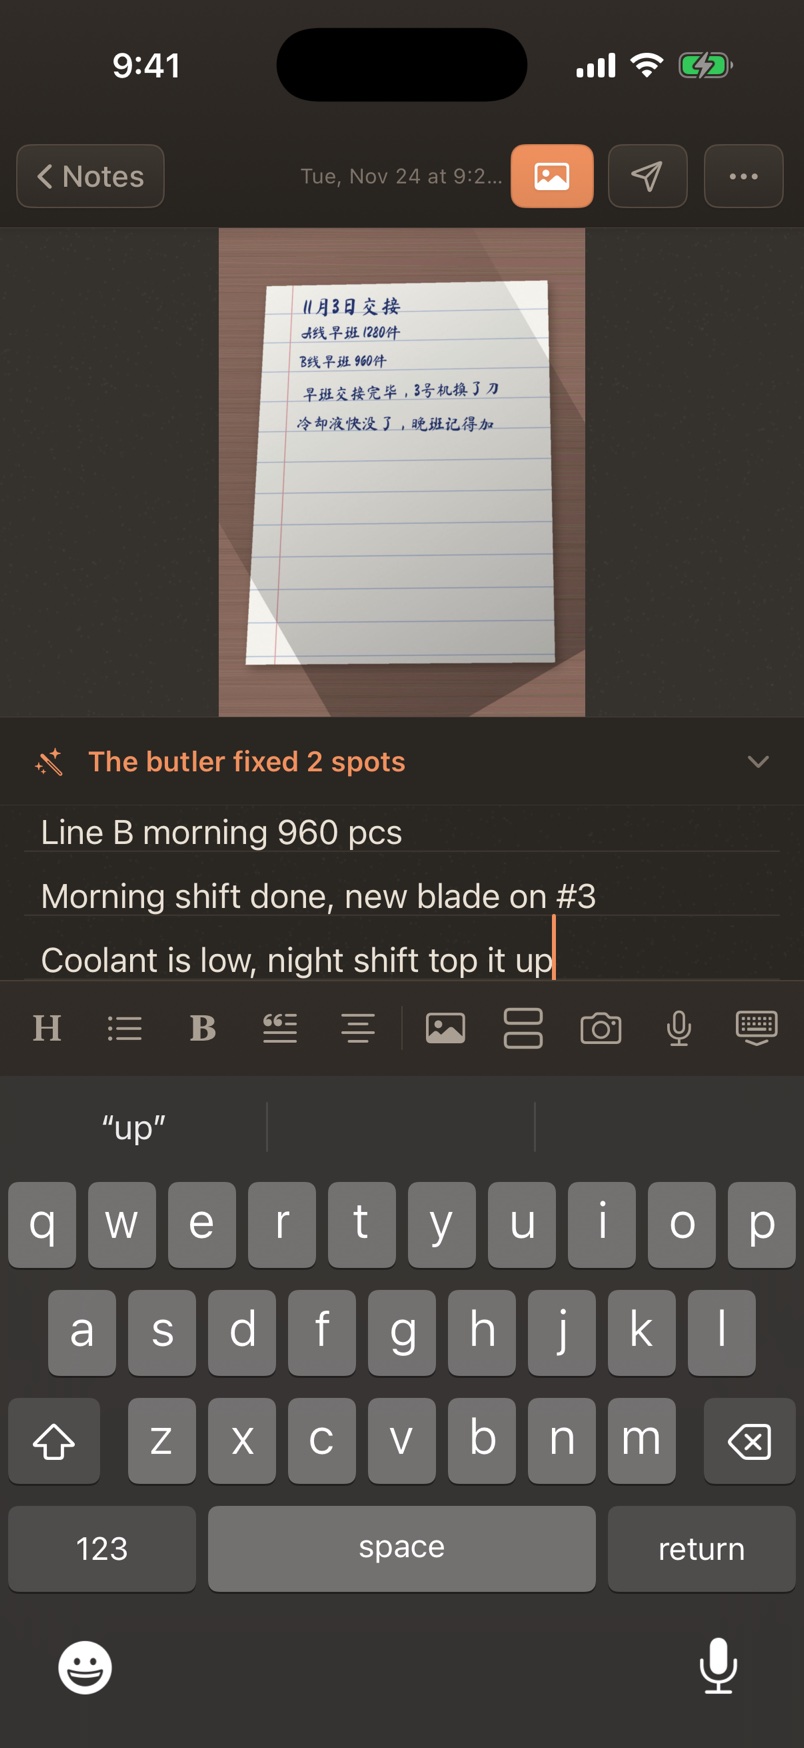 9:41
Notes
Tue, Nov 24 at 9:2...
11月3日交接
A线早班1280件
B线早班960件
早班交接完毕，3号机换了刀
冷却液快没了，晚班记得加
The butler fixed 2 spots
Line B morning 960 pcs
Morning shift done, new blade on #3
Coolant is low, night shift top it up
H B
“up”
q w e r t y u i o p
a s d f g h j k l
z x c v b n m
123 space return